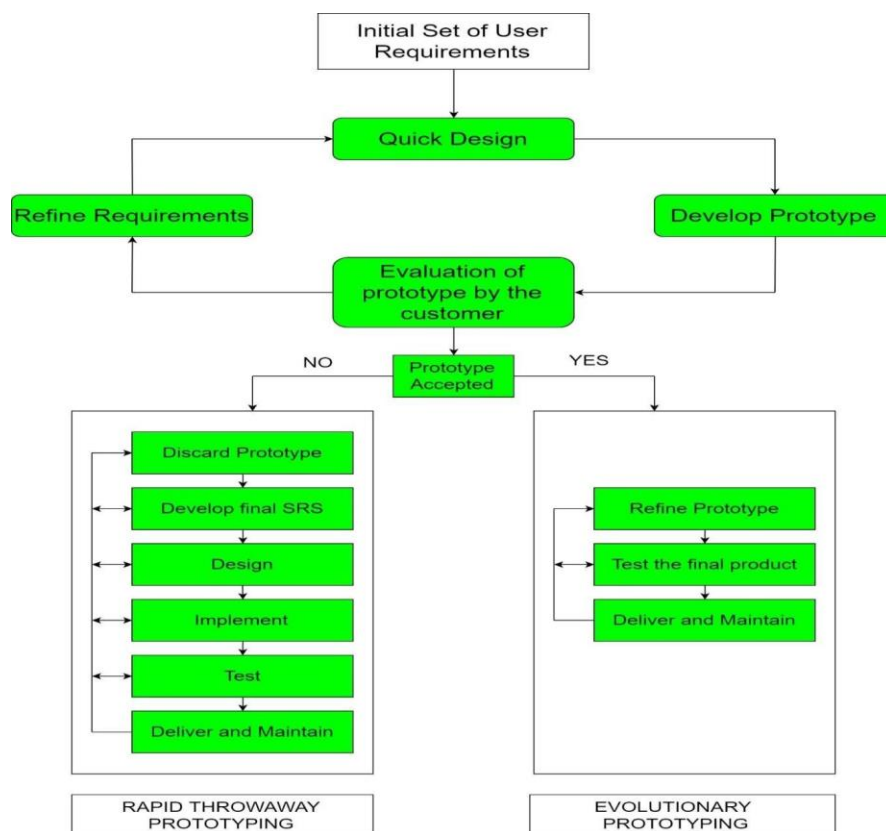 Initial Set of User
Requirements
Quick Design
Refine Requirements
Develop Prototype
Evaluation of
prototype by the
customer
NO
YES
Prototype
Accepted
Discard Prototype
Develop final SRS
Design
Implement
Test
Deliver and Maintain
Refine Prototype
Test the final product
Deliver and Maintain
RAPID THROWAWAY
PROTOTYPING
EVOLUTIONARY
PROTOTYPING